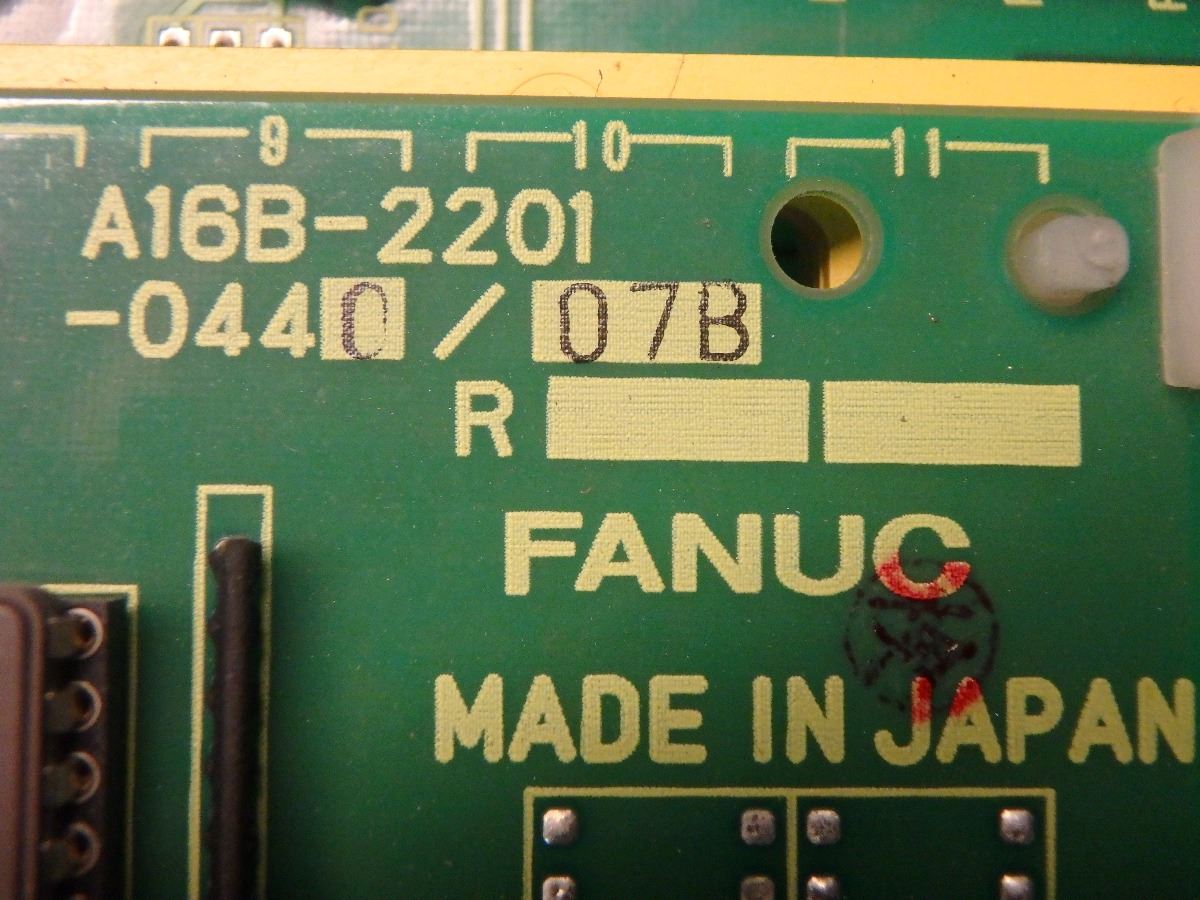 9 10 11
A16B-2201
-0440/07B
R
FANUC
MADE IN JAPAN